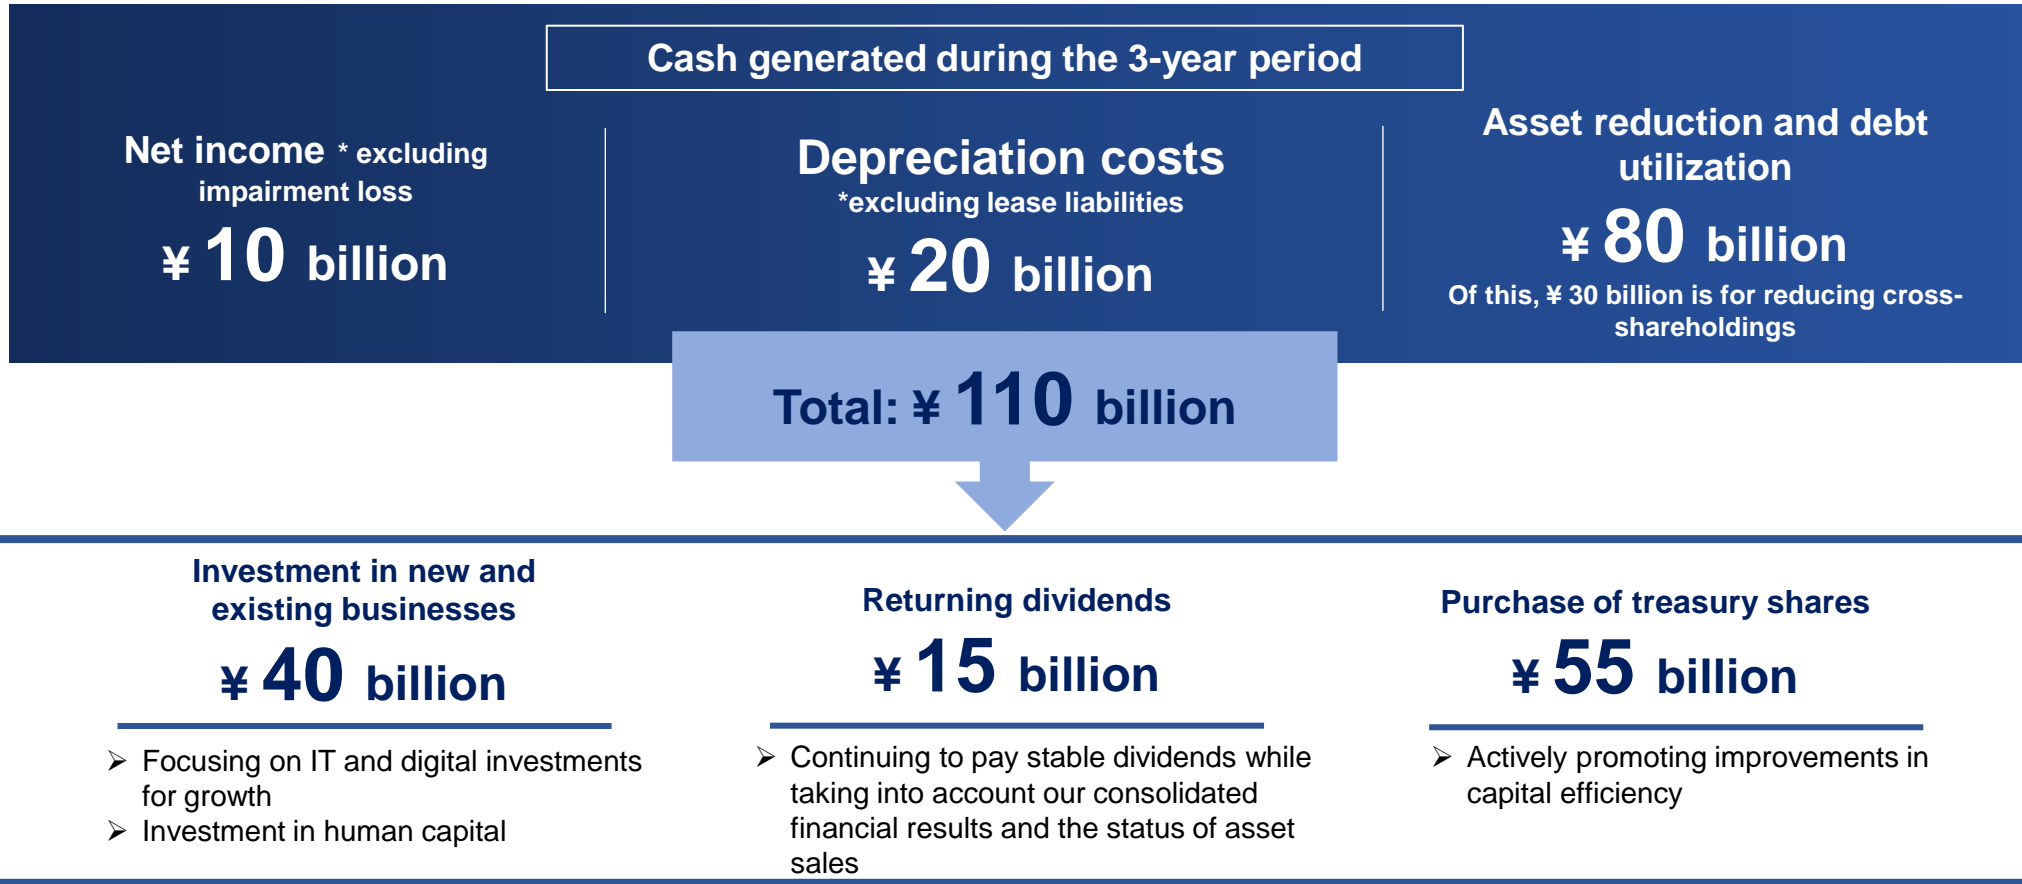 Cash generated during the 3-year period
Net income * excluding
impairment loss
¥ 10 billion
Depreciation costs
*excluding lease liabilities
¥ 20 billion
Asset reduction and debt
utilization
¥ 80 billion
Of this, ¥ 30 billion is for reducing cross-
shareholdings
Total: ¥ 110 billion
Investment in new and
existing businesses
¥ 40 billion
➢ Focusing on IT and digital investments
for growth
➢ Investment in human capital
Returning dividends
¥ 15 billion
➢ Continuing to pay stable dividends while
taking into account our consolidated
financial results and the status of asset
sales
Purchase of treasury shares
¥ 55 billion
➢ Actively promoting improvements in
capital efficiency